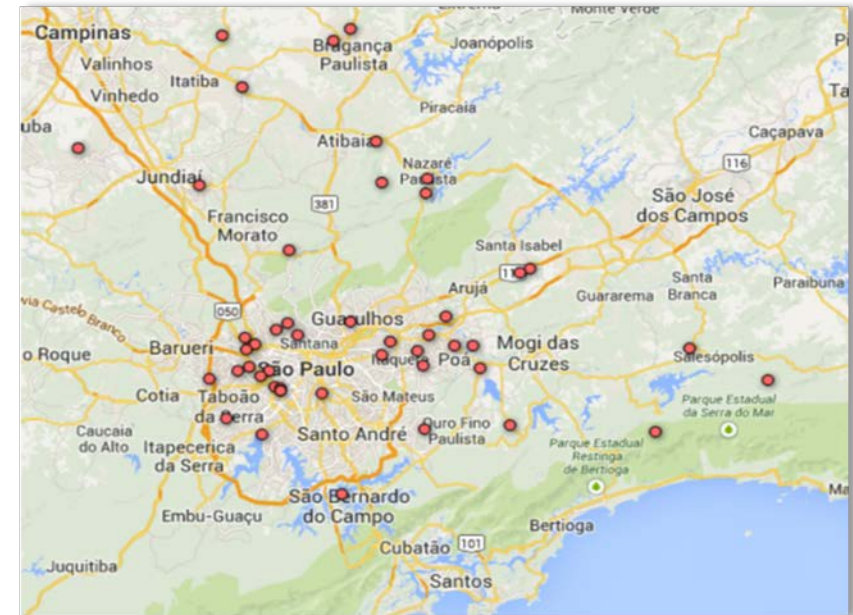 Campinas
Monte Verde
Valinhos
Itatiba
Bragança
Paulista
Joanópolis
Vinhedo
Piracaia
uba
Caçapava
Atibaia
116
Jundiaí
Nazaré
Paulista
381
São José
dos Campos
Francisco
Morato
Santa Isabel
Arujá
Guararema
Santa
Branca
Paraibuna
via Castelo Branco
050
Guarulhos
Santana
Barueri
o Roque
Itaquera
Poá
Mogi das
Cruzes
Salesópolis
São Paulo
Cotia
Taboão
da Serra
São Mateus
Parque Estadual
da Serra do Mar
Caucaia
do Alto
Itapecerica
da Serra
Santo André
Ouro Fino
Paulista
Parque Estadual
Restinga
de Bertioga
São Bernardo
do Campo
Embu-Guaçu
Bertioga
Cubatão
101
Juquitiba
Santos